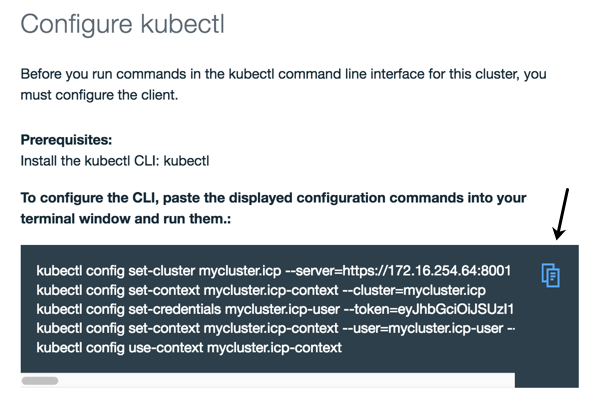 Configure kubectl
Before you run commands in the kubectl command line interface for this cluster, you
must configure the client.
Prerequisites:
Install the kubectl CLI: kubectl
To configure the CLI, paste the displayed configuration commands into your
terminal window and run them.:
kubectl config set-cluster mycluster.icp --server=https://172.16.254.64:8001
kubectl config set-context mycluster.icp-context --cluster=mycluster.icp
kubectl config set-credentials mycluster.icp-user --token=eyJhbGciOiJSUzI1
kubectl config set-context mycluster.icp-context --user=mycluster.icp-user --
kubectl config use-context mycluster.icp-context